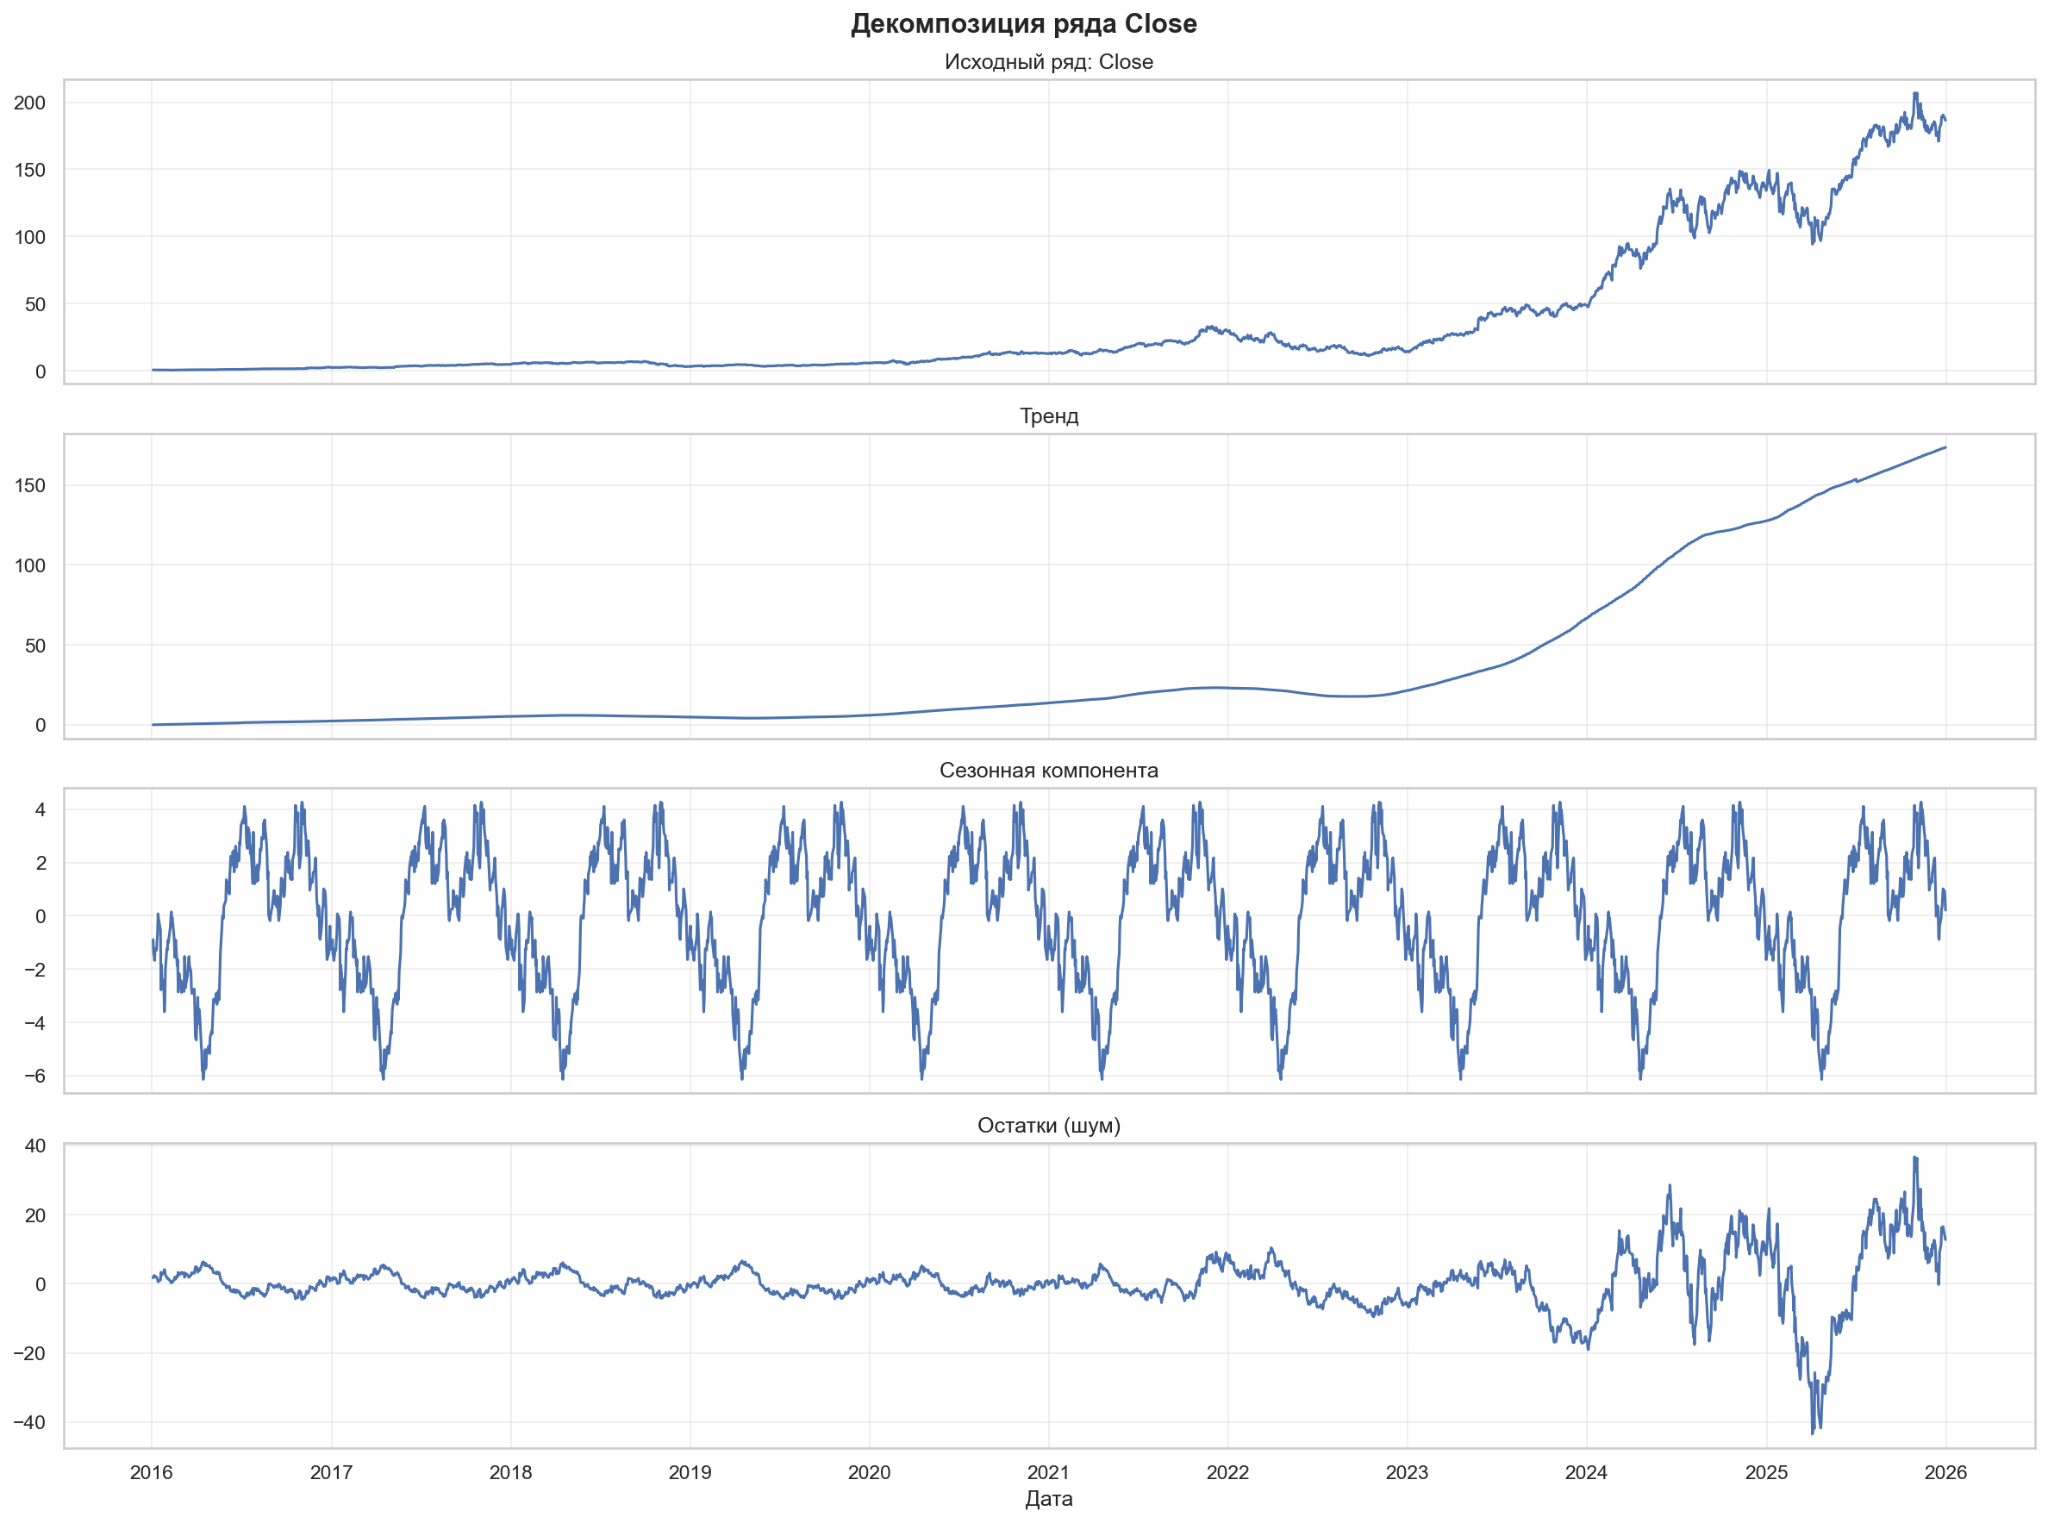 Декомпозиция ряда Close
Исходный ряд: Close
200
150
100
50
0
Тренд
150
100
50
0
Сезонная компонента
4
2
0
−2
−4
−6
Остатки (шум)
40
20
0
−20
−40
2016 2017 2018 2019 2020 2021 2022 2023 2024 2025 2026
Дата